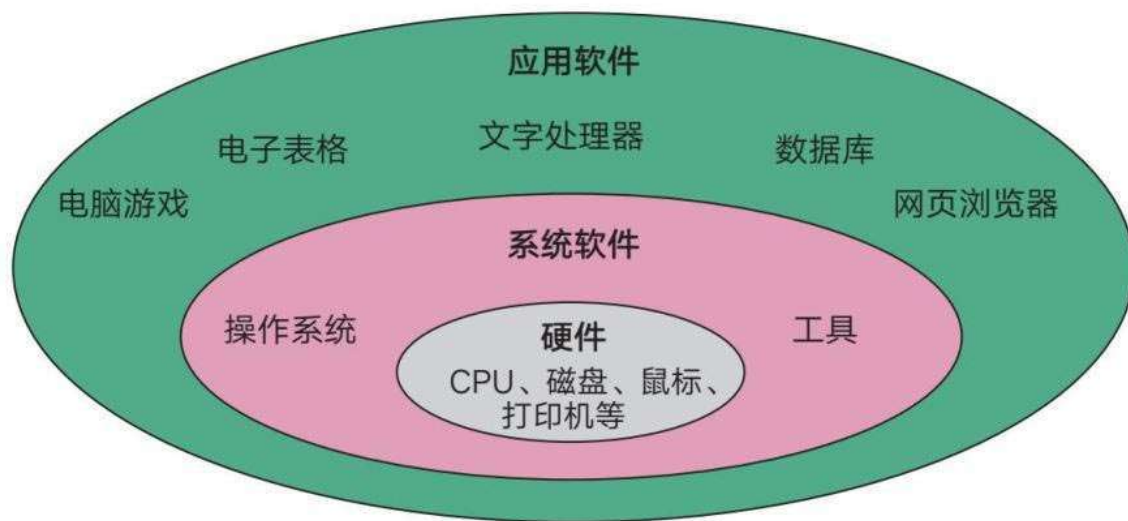 应用软件
电子表格 文字处理器 数据库
电脑游戏 网页浏览器
系统软件
操作系统 工具
硬件
CPU、磁盘、鼠标、
打印机等